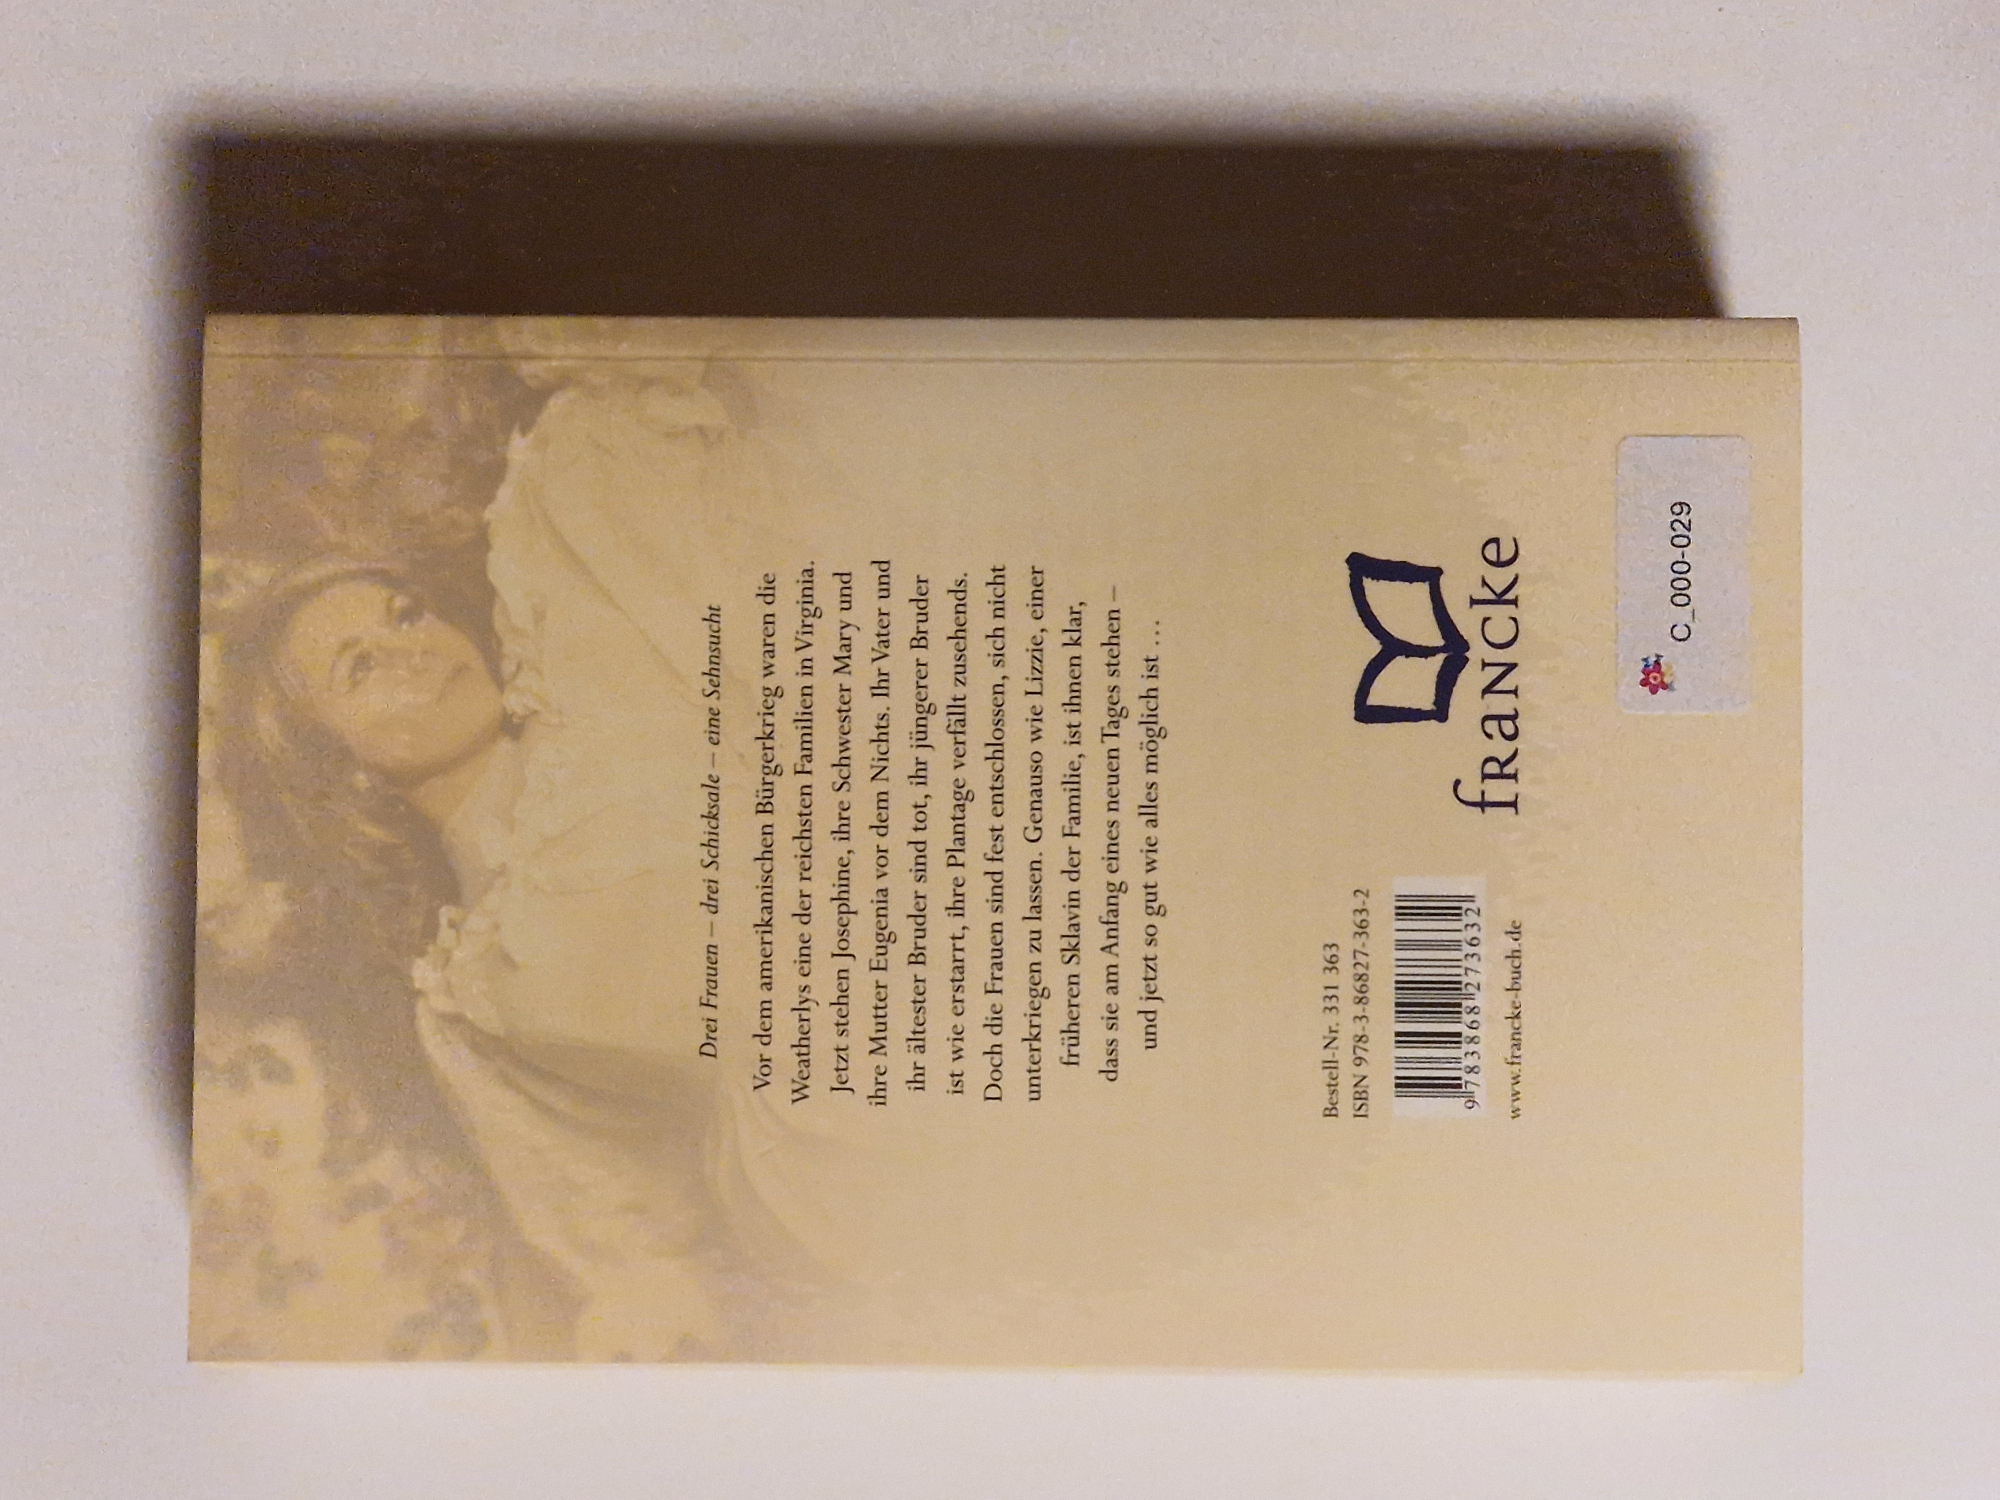 Drei Frauen – drei Schicksale – eine Sehnsucht
Vor dem amerikanischen Bürgerkrieg waren die
Weatherlys eine der reichsten Familien in Virginia.
Jetzt stehen Josephine, ihre Schwester Mary und
ihre Mutter Eugenia vor dem Nichts. Ihr Vater und
ihr ältester Bruder sind tot, ihr jüngerer Bruder
ist wie erstarrt, ihre Plantage verfällt zusehends.
Doch die Frauen sind fest entschlossen, sich nicht
unterkriegen zu lassen. Genauso wie Lizzie, einer
früheren Sklavin der Familie, ist ihnen klar,
dass sie am Anfang eines neuen Tages stehen –
und jetzt so gut wie alles möglich ist …
Bestell-Nr. 331 363
ISBN 978-3-86827-363-2
9 783868 273632
www.francke-buch.de
francke
C_000-029